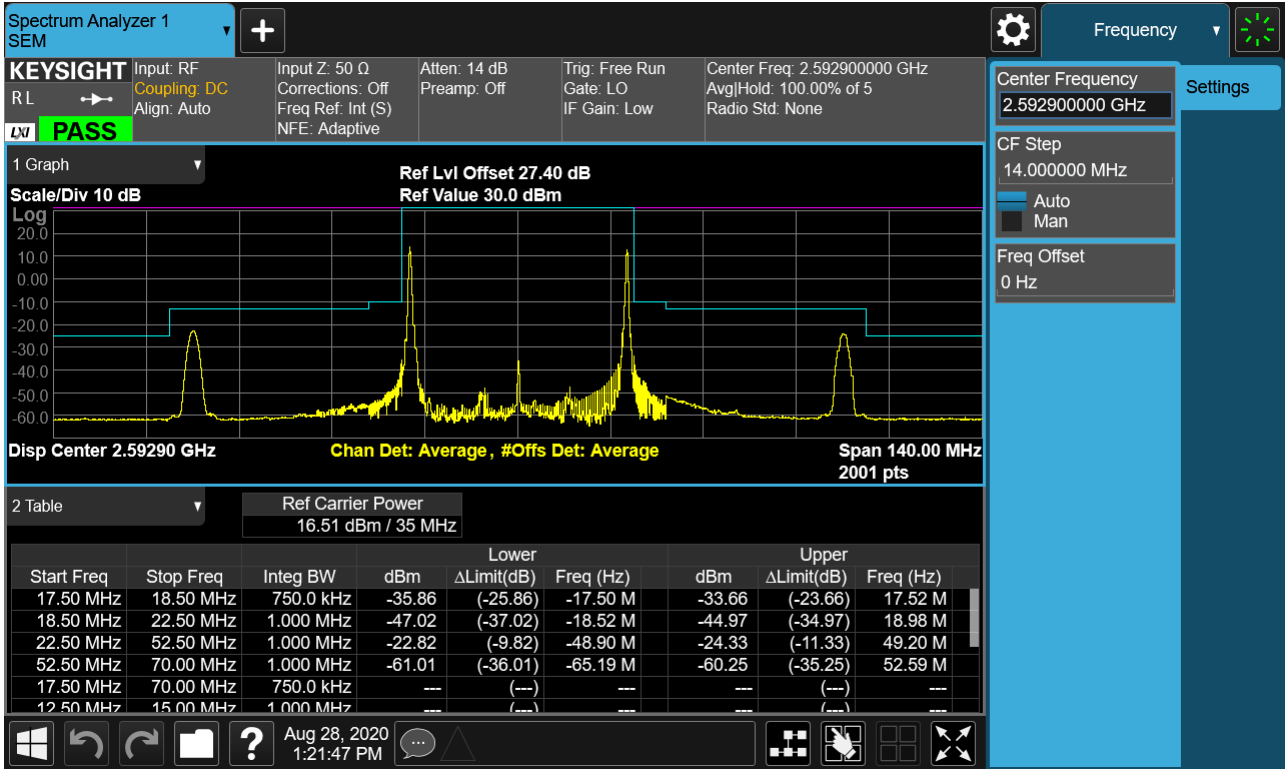 Spectrum Analyzer 1
SEM
+
Frequency
KEYSIGHT
R L
LXI
PASS
Input: RF
Coupling: DC
Align: Auto
Input Z: 50 Ω
Corrections: Off
Freq Ref: Int (S)
NFE: Adaptive
Atten: 14 dB
Preamp: Off
Trig: Free Run
Gate: LO
IF Gain: Low
Center Freq: 2.592900000 GHz
Avg|Hold: 100.00% of 5
Radio Std: None
Center Frequency
2.592900000 GHz
Settings
CF Step
14.000000 MHz
Auto
Man
Freq Offset
0 Hz
1 Graph
Ref Lvl Offset 27.40 dB
Scale/Div 10 dB
Ref Value 30.0 dBm
Log
20.0
10.0
0.00
-10.0
-20.0
-30.0
-40.0
-50.0
-60.0
Disp Center 2.59290 GHz
Chan Det: Average , #Offs Det: Average
Span 140.00 MHz
2001 pts
2 Table
Ref Carrier Power
16.51 dBm / 35 MHz
Lower Upper
Start Freq Stop Freq Integ BW dBm ΔLimit(dB) Freq (Hz) dBm ΔLimit(dB) Freq (Hz)
17.50 MHz 18.50 MHz 750.0 kHz -35.86 (-25.86) -17.50 M -33.66 (-23.66) 17.52 M
18.50 MHz 22.50 MHz 1.000 MHz -47.02 (-37.02) -18.52 M -44.97 (-34.97) 18.98 M
22.50 MHz 52.50 MHz 1.000 MHz -22.82 (-9.82) -48.90 M -24.33 (-11.33) 49.20 M
52.50 MHz 70.00 MHz 1.000 MHz -61.01 (-36.01) -65.19 M -60.25 (-35.25) 52.59 M
17.50 MHz 70.00 MHz 750.0 kHz --- (---) --- --- (---) ---
12.50 MHz 15.00 MHz 1.000 MHz --- (---) --- --- (---) ---
?
Aug 28, 2020
1:21:47 PM